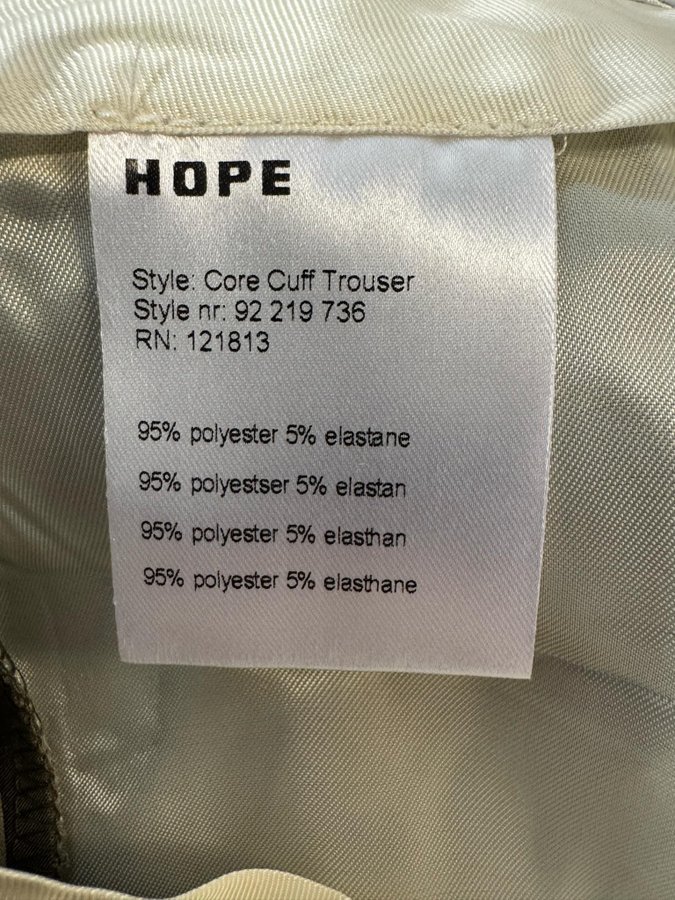 HOPE
Style: Core Cuff Trouser
Style nr: 92 219 736
RN: 121813
95% polyester 5% elastane
95% polyestser 5% elastan
95% polyester 5% elasthan
95% polyester 5% elasthane